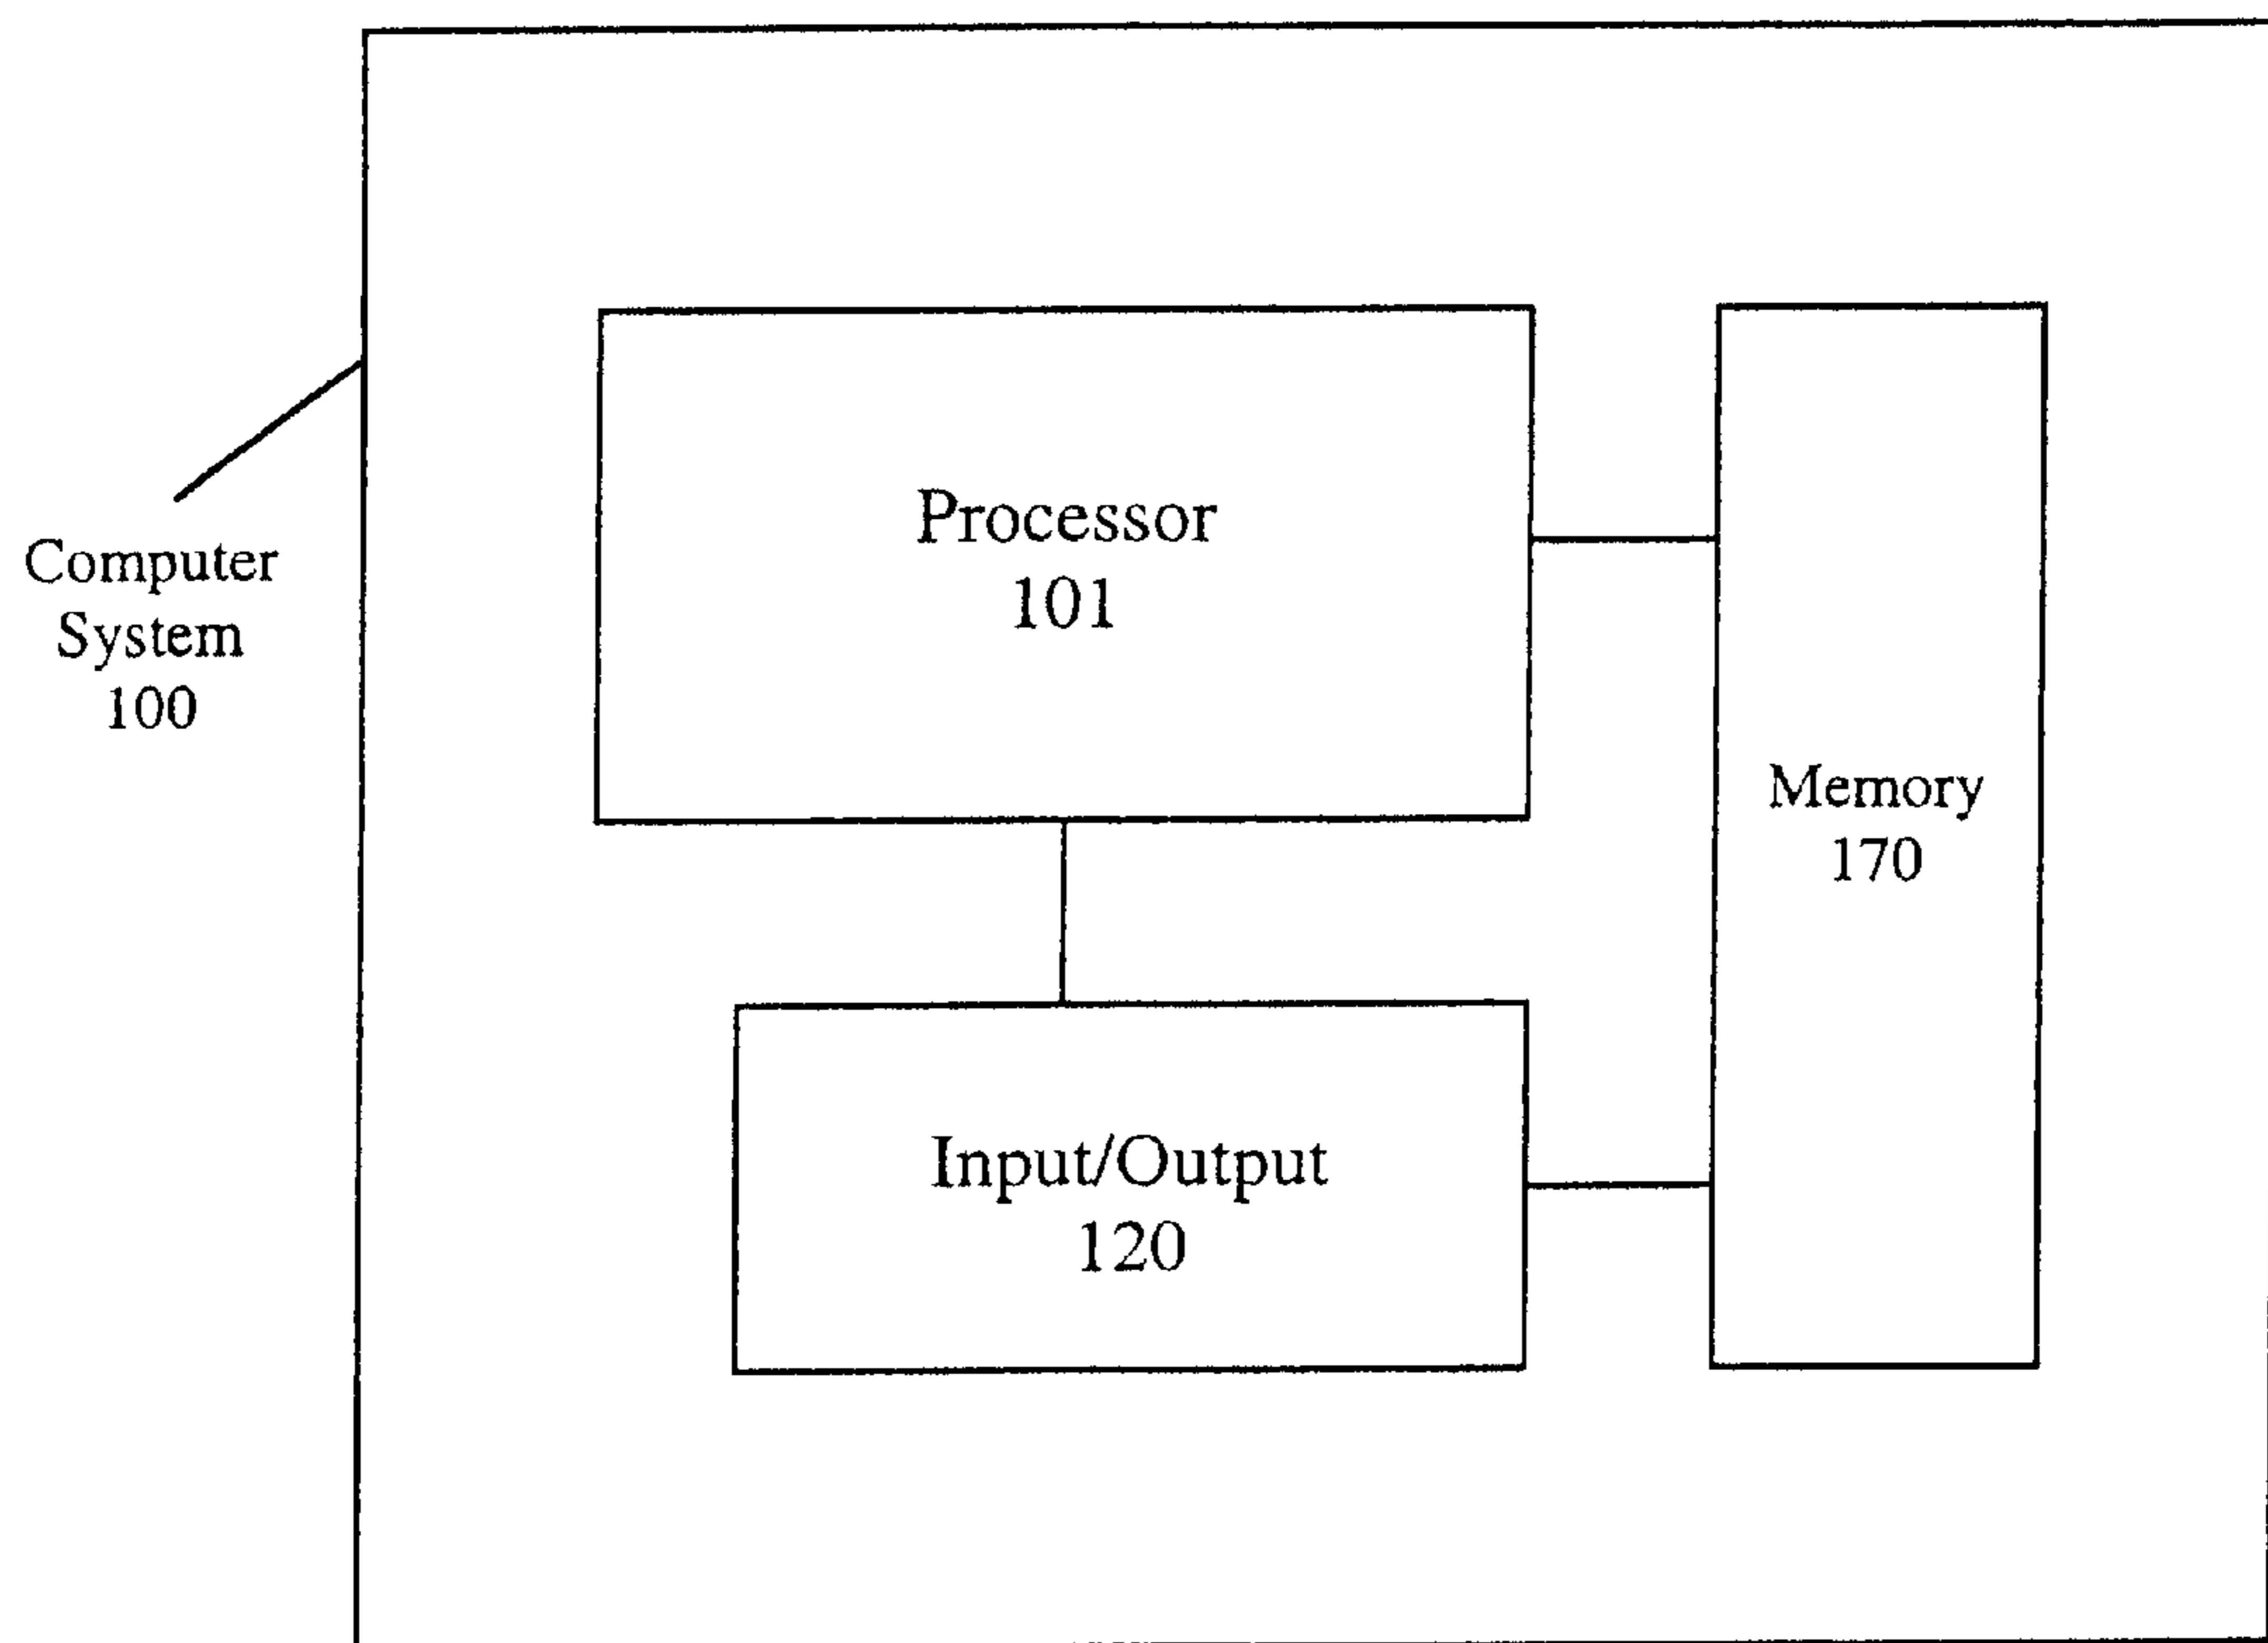 Processor
101
Computer
System
100
Memory
170
Input/Output
120